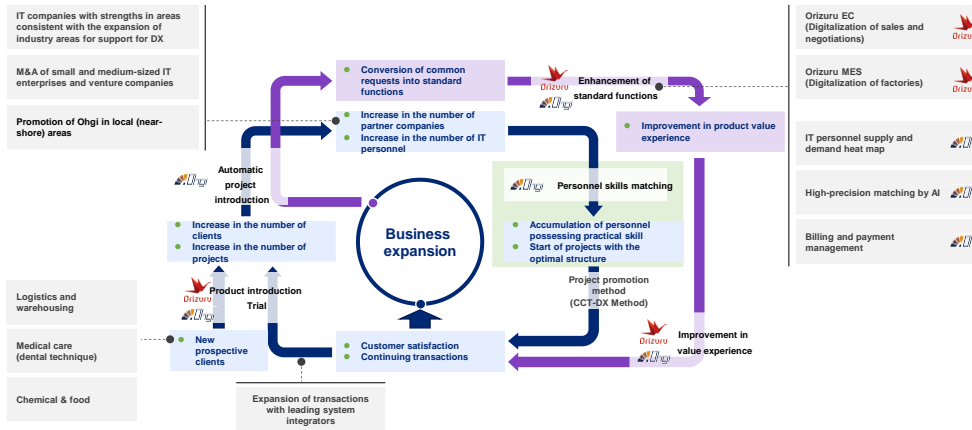 IT companies with strengths in areas
consistent with the expansion of
industry areas for support for DX
M&A of small and medium-sized IT
enterprises and venture companies
Promotion of Ohgi in local (near-
shore) areas
Conversion of common
requests into standard
functions
Orizuru
Ohgi
Enhancement of
standard functions
Increase in the number of
partner companies
Increase in the number of IT
personnel
Improvement in product value
experience
Orizuru EC
(Digitalization of sales and
negotiations)
Orizuru
Orizuru MES
(Digitalization of factories)
Orizuru
IT personnel supply and
demand heat map
High-precision matching by AI
Billing and payment
management
Ohgi
Automatic
project
introduction
Ohgi
Personnel skills matching
Increase in the number of
clients
Increase in the number of
projects
Business
expansion
Accumulation of personnel
possessing practical skill
Start of projects with the
optimal structure
Project promotion
method
(CCT-DX Method)
Orizuru
Ohgi
Product introduction
Trial
Logistics and
warehousing
Medical care
(dental technique)
Chemical & food
New
prospective
clients
Customer satisfaction
Continuing transactions
Orizuru
Ohgi
Improvement in
value experience
Expansion of transactions
with leading system
integrators